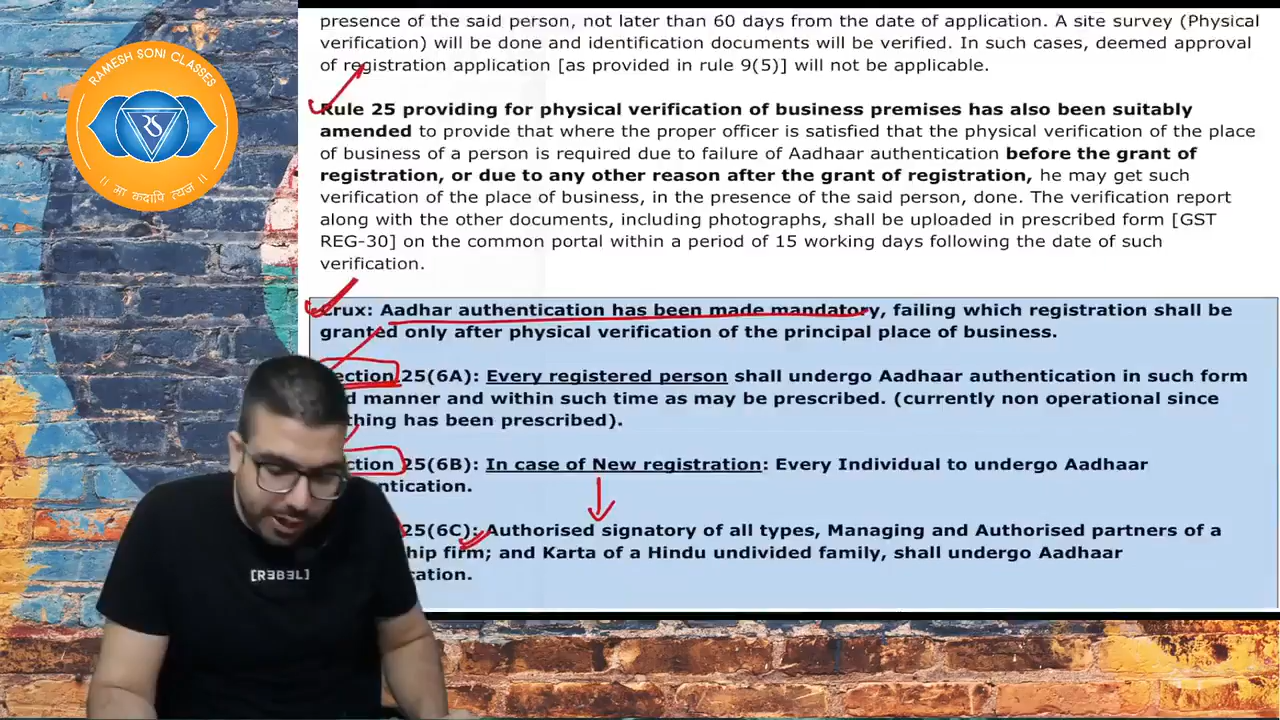 RAMESH SONI CLASSES
।। मा कदापि त्यज ।।
presence of the said person, not later than 60 days from the date of application. A site survey (Physical
verification) will be done and identification documents will be verified. In such cases, deemed approval
of registration application [as provided in rule 9(5)] will not be applicable.
Rule 25 providing for physical verification of business premises has also been suitably
amended to provide that where the proper officer is satisfied that the physical verification of the place
of business of a person is required due to failure of Aadhaar authentication before the grant of
registration, or due to any other reason after the grant of registration, he may get such
verification of the place of business, in the presence of the said person, done. The verification report
along with the other documents, including photographs, shall be uploaded in prescribed form [GST
REG-30] on the common portal within a period of 15 working days following the date of such
verification.
Crux: Aadhar authentication has been made mandatory, failing which registration shall be
granted only after physical verification of the principal place of business.
ection 25(6A): Every registered person shall undergo Aadhaar authentication in such form
d manner and within such time as may be prescribed. (currently non operational since
thing has been prescribed).
ction 25(6B): In case of New registration: Every Individual to undergo Aadhaar
ntication.
25(6C): Authorised signatory of all types, Managing and Authorised partners of a
hip firm; and Karta of a Hindu undivided family, shall undergo Aadhaar
cation.
[REBEL]